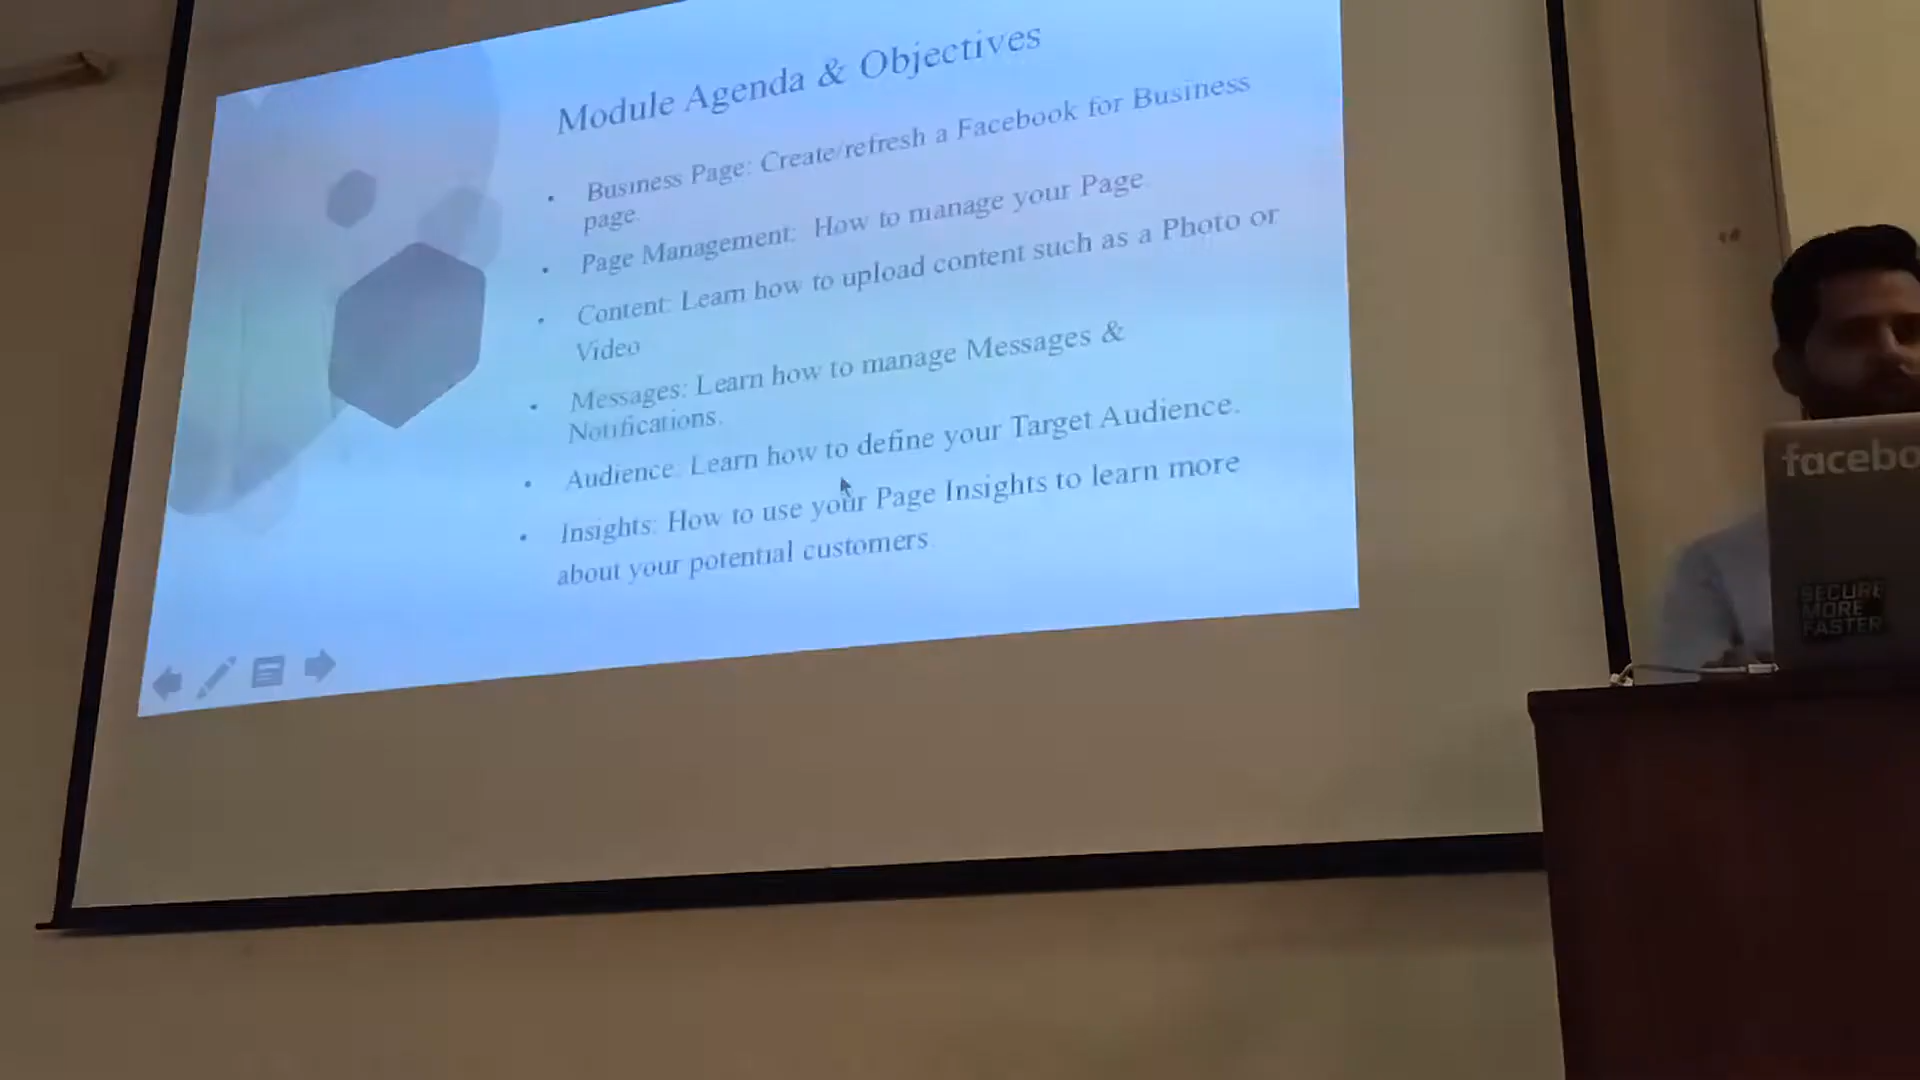 Module Agenda & Objectives
• Business Page: Create/refresh a Facebook for Business
page.
• Page Management: How to manage your Page.
• Content: Learn how to upload content such as a Photo or
Video
• Messages: Learn how to manage Messages &
Notifications.
• Audience: Learn how to define your Target Audience.
• Insights: How to use your Page Insights to learn more
about your potential customers.
facebo
SECURE
MORE
FASTER